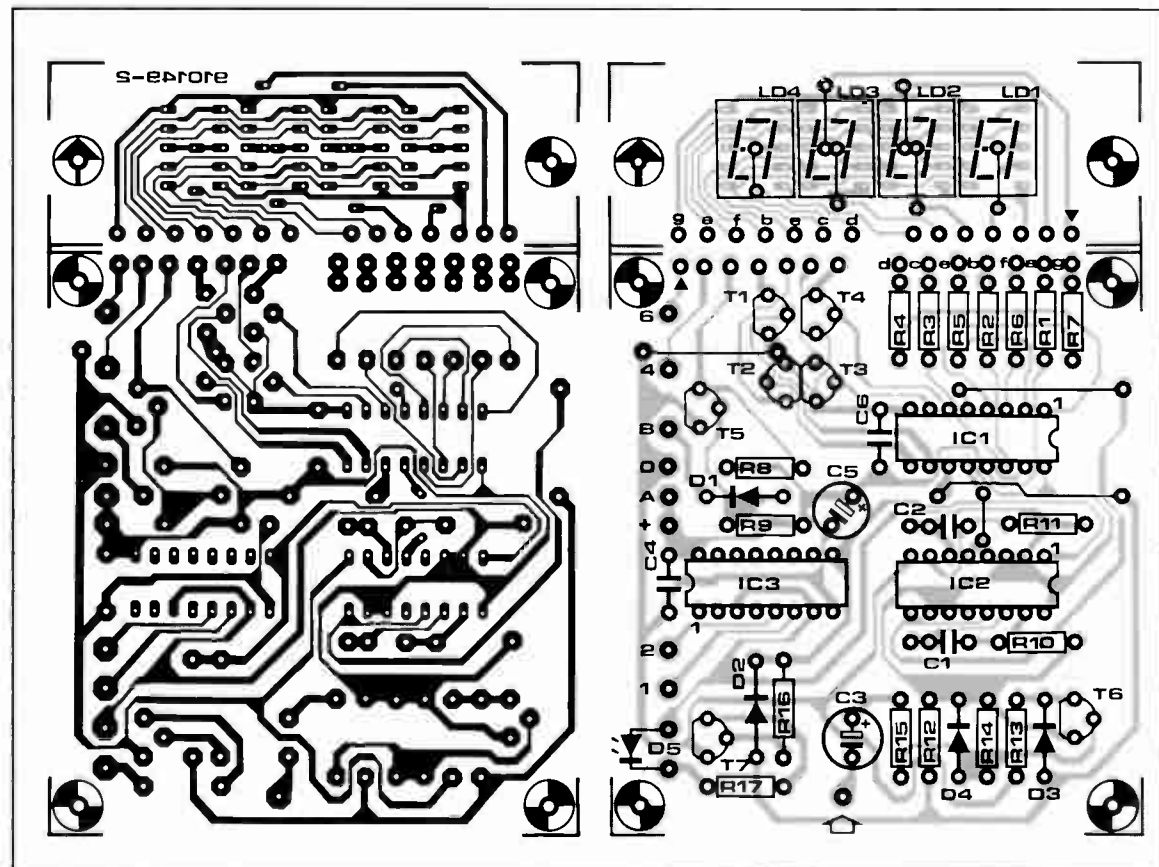 910149-2
LD4 LD3 LD2 LD1
g a f b e c d
d c e b f a g
T1 T4
R4 R3 R5 R2 R6 R1 R7
6
T2 T3
4
T5
C6
1
IC1
B
D
R8
D1
C5
+
A
C2
R11
+
R9
C4
IC3
1
IC2
1
C1
R10
2
1
D2
R16
C3
+
R15 R12 R14 R13
T6
D5
T7
R17
D4 D3